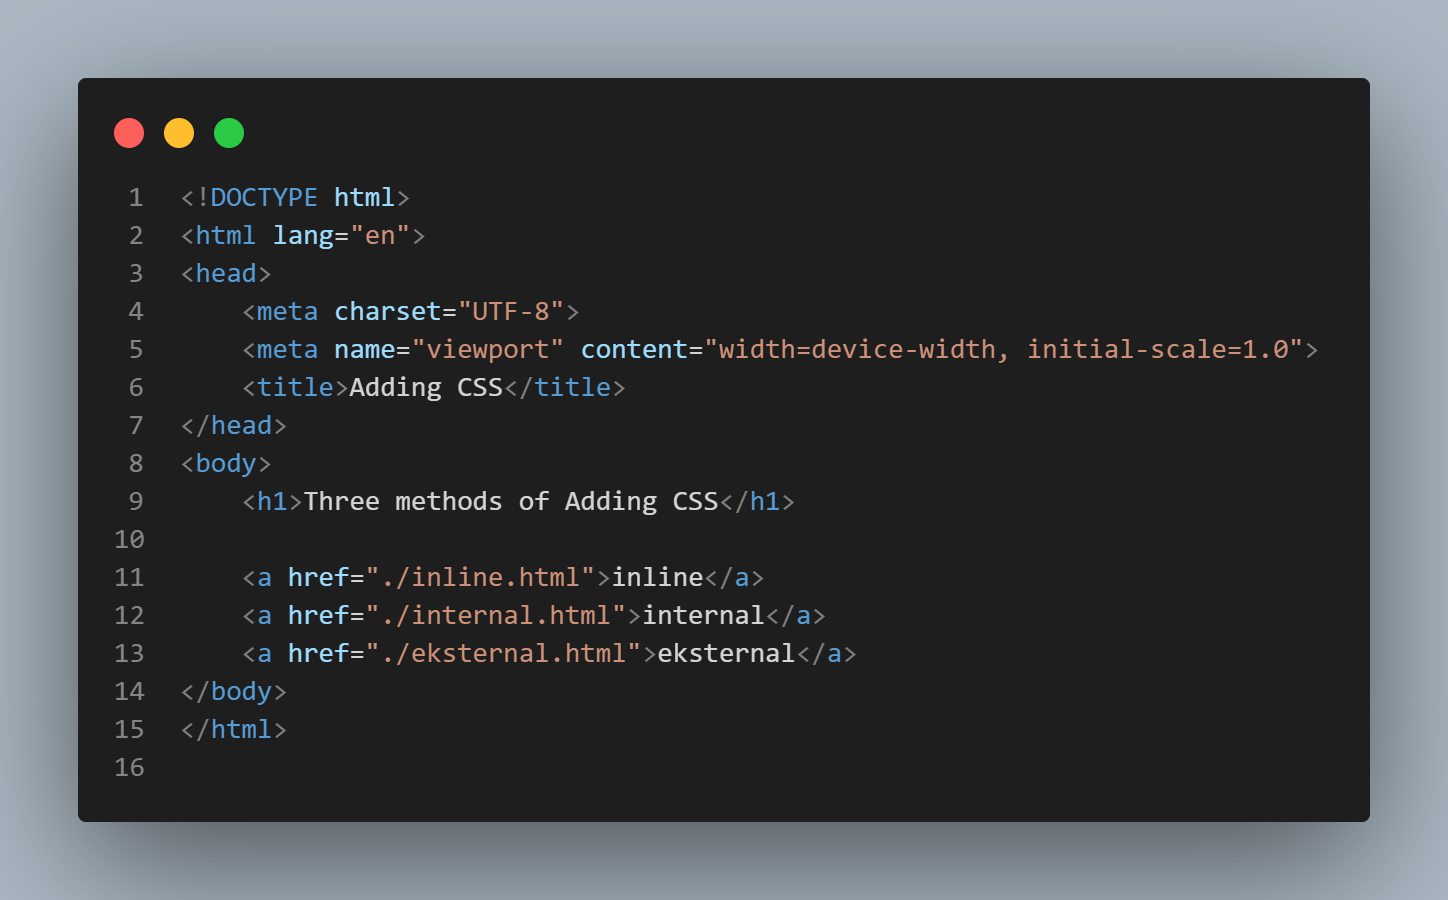 1 <!DOCTYPE html>
2 <html lang="en">
3 <head>
4     <meta charset="UTF-8">
5     <meta name="viewport" content="width=device-width, initial-scale=1.0">
6     <title>Adding CSS</title>
7 </head>
8 <body>
9     <h1>Three methods of Adding CSS</h1>
10
11     <a href="./inline.html">inline</a>
12     <a href="./internal.html">internal</a>
13     <a href="./eksternal.html">eksternal</a>
14 </body>
15 </html>
16